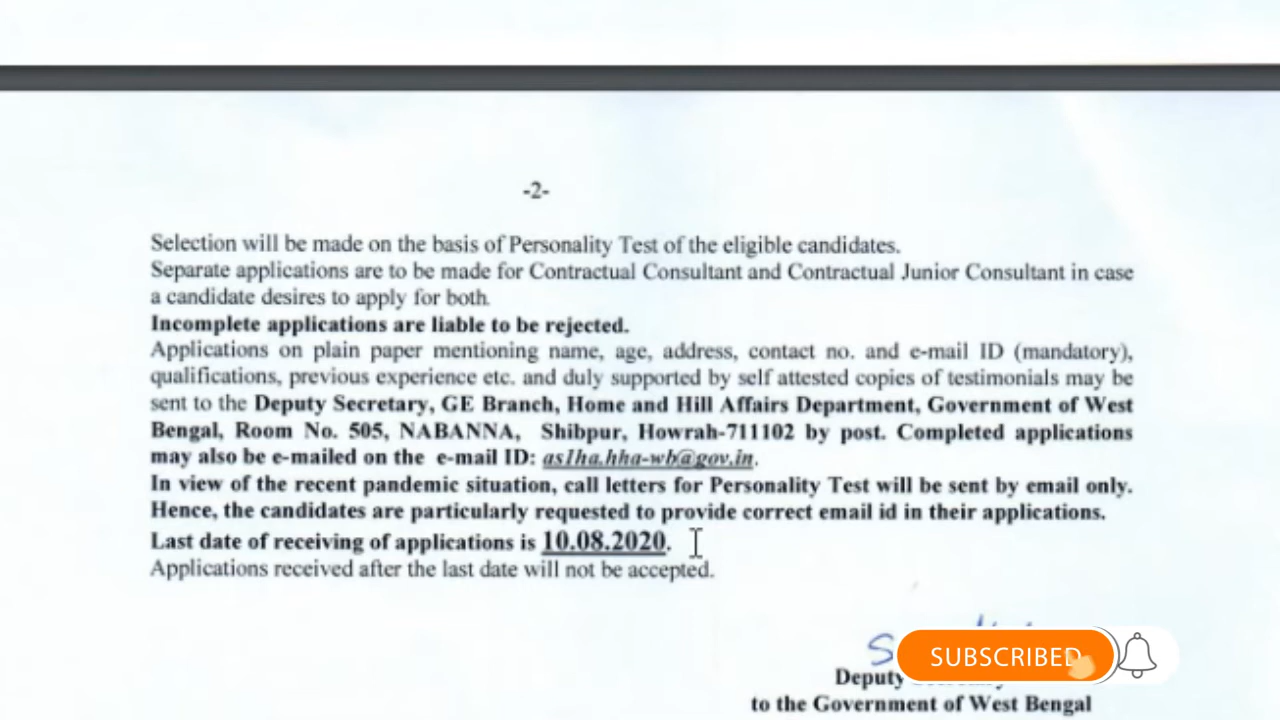 -2-
Selection will be made on the basis of Personality Test of the eligible candidates.
Separate applications are to be made for Contractual Consultant and Contractual Junior Consultant in case
a candidate desires to apply for both.
Incomplete applications are liable to be rejected.
Applications on plain paper mentioning name, age, address, contact no. and e-mail ID (mandatory),
qualifications, previous experience etc. and duly supported by self attested copies of testimonials may be
sent to the Deputy Secretary, GE Branch, Home and Hill Affairs Department, Government of West
Bengal, Room No. 505, NABANNA, Shibpur, Howrah-711102 by post. Completed applications
may also be e-mailed on the e-mail ID: as1ha.hha-wb@gov.in.
In view of the recent pandemic situation, call letters for Personality Test will be sent by email only.
Hence, the candidates are particularly requested to provide correct email id in their applications.
Last date of receiving of applications is 10.08.2020.
Applications received after the last date will not be accepted.
SUBSCRIBED
Deputy
to the Government of West Bengal